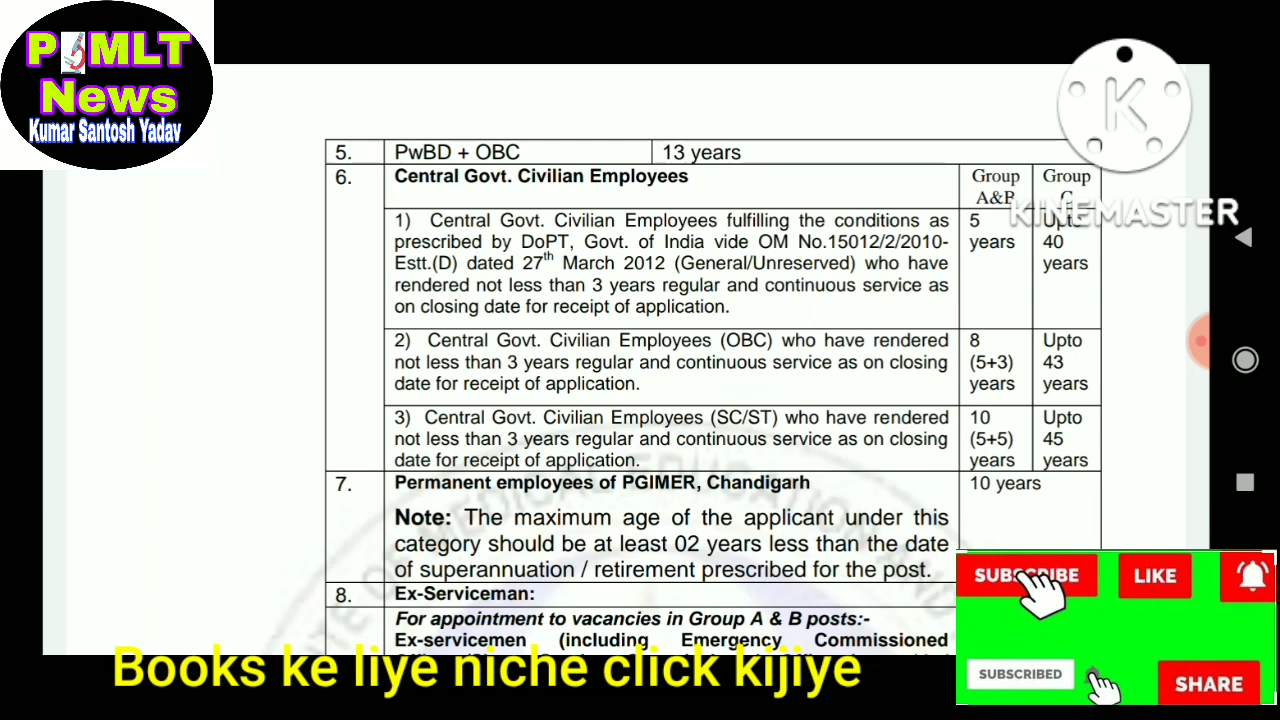 P MLT
News
Kumar Santosh Yadav
K
KINEMASTER
5. PwBD + OBC 13 years
6. Central Govt. Civilian Employees Group A&B Group
1) Central Govt. Civilian Employees fulfilling the conditions as
prescribed by DoPT, Govt. of India vide OM No.15012/2/2010-
Estt.(D) dated 27th March 2012 (General/Unreserved) who have
rendered not less than 3 years regular and continuous service as
on closing date for receipt of application.
5
years
Upto
40
years
2) Central Govt. Civilian Employees (OBC) who have rendered
not less than 3 years regular and continuous service as on closing
date for receipt of application.
8
(5+3)
years
Upto
43
years
3) Central Govt. Civilian Employees (SC/ST) who have rendered
not less than 3 years regular and continuous service as on closing
date for receipt of application.
10
(5+5)
years
Upto
45
years
7. Permanent employees of PGIMER, Chandigarh 10 years
Note: The maximum age of the applicant under this
category should be at least 02 years less than the date
of superannuation / retirement prescribed for the post.
8. Ex-Serviceman:
For appointment to vacancies in Group A & B posts:-
Ex-servicemen (including Emergency Commissioned
OF MEDICAL EDUCATION AND
Books ke liye niche click kijiye
SUBSCRIBE
LIKE
SUBSCRIBED
SHARE